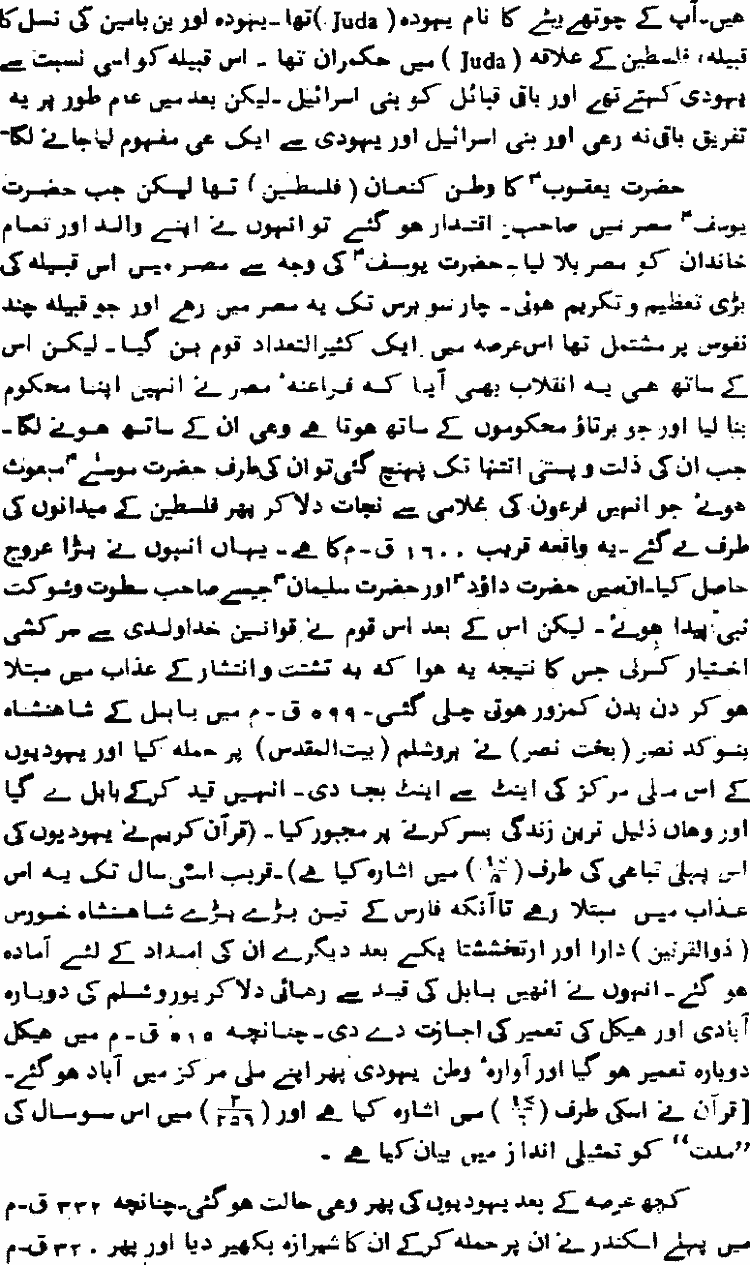 ھیں۔ آپ کے چوتھے بیٹے کا نام یہودہ ( Juda ) تھا ۔ یہودہ اور بن یامین کی نسل کا
قبیلہ، فلسطین کے علاقہ ( Juda ) میں حکمران تھا ۔ اس قبیلہ کو اسی نسبت سے
یہودی کہتے تھے اور باقی قبائل کو بنی اسرائیل ۔ لیکن بعد میں عام طور پر یہ
تفریق باقی نہ رھی اور بنی اسرائیل اور یہودی سے ایک ھی مفہوم لیا جانے لگا۔
حضرت یعقوبؑ کا وطن کنعان ( فلسطین ) تھا لیکن جب حضرت
یوسفؑ مصر میں صاحب اقتدار ھو گئے تو انہوں نے اپنے والد اور تمام
خاندان کو مصر بلا لیا ۔ حضرت یوسفؑ کی وجہ سے مصر میں اس قبیلہ کی
بڑی تعظیم و تکریم ھوئی ۔ چار سو برس تک یہ مصر میں رھے اور جو قبیلہ چند
نفوس پر مشتمل تھا اس عرصہ میں ایک کثیرالتعداد قوم بن گیا ۔ لیکن اس
کے ساتھ ھی یہ انقلاب بھی آیا کہ فراعنہٴ مصر نے انہیں اپنا محکوم
بنا لیا اور جو برتاؤ محکوموں کے ساتھ ھوتا ھے وھی ان کے ساتھ ھونے لگا ۔
جب ان کی ذلت و پستی انتہا تک پہنچ گئی تو ان کی طرف حضرت موسیٰؑ مبعوث
ھوئے جو انہیں فرعون کی غلامی سے نجات دلا کر پھر فلسطین کے میدانوں کی
طرف لے گئے ۔ یہ واقعہ قریب ۱٦۰۰ ق ۔ م کا ھے ۔ یہاں انہوں نے بڑا عروج
حاصل کیا ۔ ان میں حضرت داؤدؑ اور حضرت سلیمانؑ جیسے صاحب سطوت و شوکت
نبی پیدا ھوئے ۔ لیکن اس کے بعد اس قوم نے قوانین خداوندی سے سرکشی
اختیار کرلی جس کا نتیجہ یہ ھوا کہ یہ تشتت و انتشار کے عذاب میں مبتلا
ھو کر دن بدن کمزور ھوتی چلی گئی ۔ ۵۹۹ ق ۔ م میں بابل کے شاھنشاہ
بنو کد نصر ( بخت نصر ) نے یروشلم ( بیت المقدس ) پر حملہ کیا اور یہودیوں
کے اس ملی مرکز کی اینٹ سے اینٹ بجا دی ۔ انہیں قید کرکے بابل لے گیا
اور وھاں ذلیل ترین زندگی بسر کرنے پر مجبور کیا ۔ (قرآن کریم نے یہودیوں کی
اس پہلی تباھی کی طرف ( ) میں اشارہ کیا ھے) ۔ قریب اسّی سال تک یہ اس
عذاب میں مبتلا رھے تاآنکہ فارس کے تین بڑے بڑے شاھنشاہ خورس
( ذوالقرنین ) دارا اور ارتخششتا یکے بعد دیگرے ان کی امداد کے لئے آمادہ
ھو گئے ۔ انہوں نے انھیں بابل کی قید سے رھائی دلا کر یوروشلم کی دوبارہ
آبادی اور ھیکل کی تعمیر کی اجازت دے دی ۔ چنانچہ ۵۱۵ ق ۔ م میں ھیکل
دوبارہ تعمیر ھو گیا اور آوارہٴ وطن یہودی پھر اپنے ملی مرکز میں آباد ھو گئے ۔
[قرآن نے اسکی طرف ( ) میں اشارہ کیا ھے اور ( ۲/۲۵۹ ) میں اس سو سال کی
”مدت“ کو تمثیلی انداز میں بیان کیا ھے ۔
کچھ عرصہ کے بعد یہودیوں کی پھر وھی حالت ھو گئی ۔ چنانچہ ۳۳۲ ق ۔ م
میں پہلے اسکندر نے ان پر حملہ کرکے ان کا شیرازہ بکھیر دیا اور پھر ۳۲۰ ق ۔ م